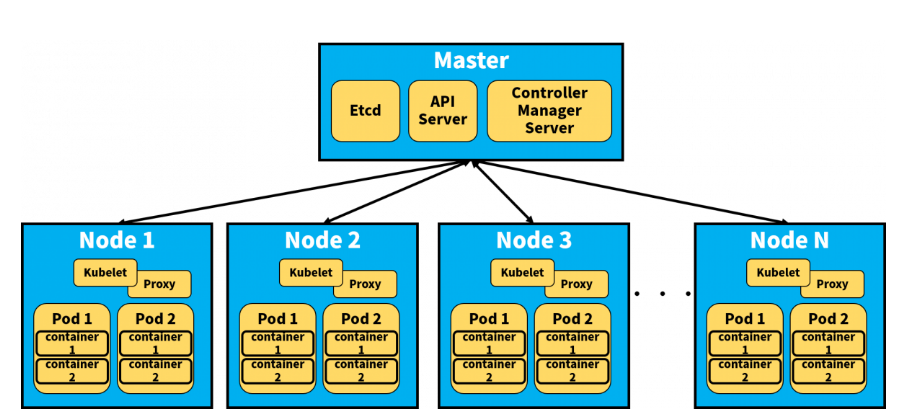 Master
Etcd
API
Server
Controller
Manager
Server
Node 1
Kubelet
Proxy
Pod 1
container
1
container
2
Pod 2
container
1
container
2
Node 2
Kubelet
Proxy
Pod 1
container
1
container
2
Pod 2
container
1
container
2
Node 3
Kubelet
Proxy
Pod 1
container
1
container
2
Pod 2
container
1
container
2
. . .
Node N
Kubelet
Proxy
Pod 1
container
1
container
2
Pod 2
container
1
container
2